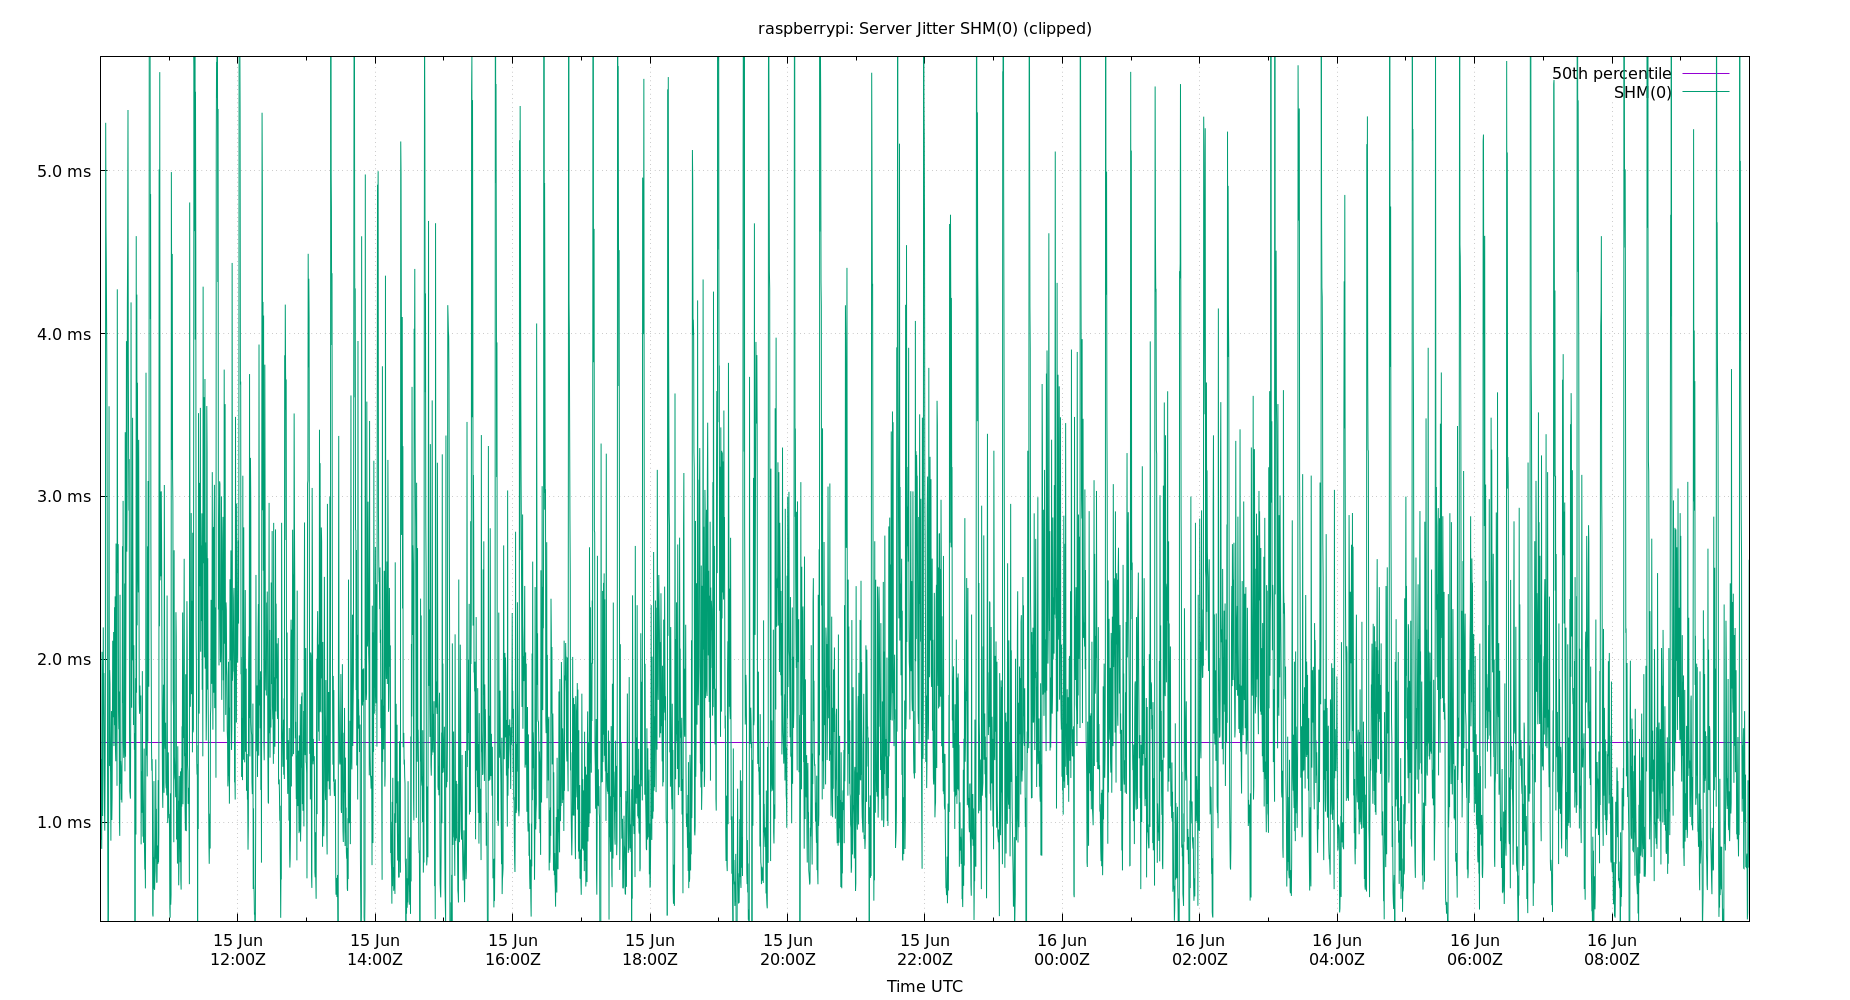 raspberrypi: Server Jitter SHM(0) (clipped)
50th percentile
SHM(0)
5.0 ms
4.0 ms
3.0 ms
2.0 ms
1.0 ms
15 Jun 15 Jun 15 Jun 15 Jun 15 Jun 15 Jun 16 Jun 16 Jun 16 Jun 16 Jun 16 Jun
12:00Z 14:00Z 16:00Z 18:00Z 20:00Z 22:00Z 00:00Z 02:00Z 04:00Z 06:00Z 08:00Z
Time UTC